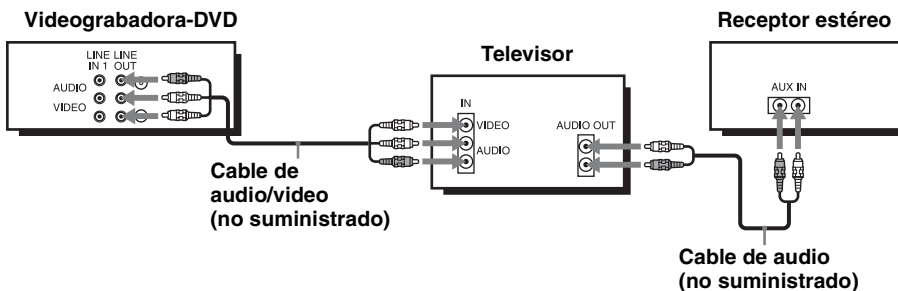 Videograbadora-DVD
LINE LINE
IN 1 OUT
AUDIO
VIDEO
Cable de
audio/video
(no suministrado)
Televisor
IN
VIDEO
AUDIO
AUDIO OUT
Receptor estéreo
AUX IN
Cable de audio
(no suministrado)